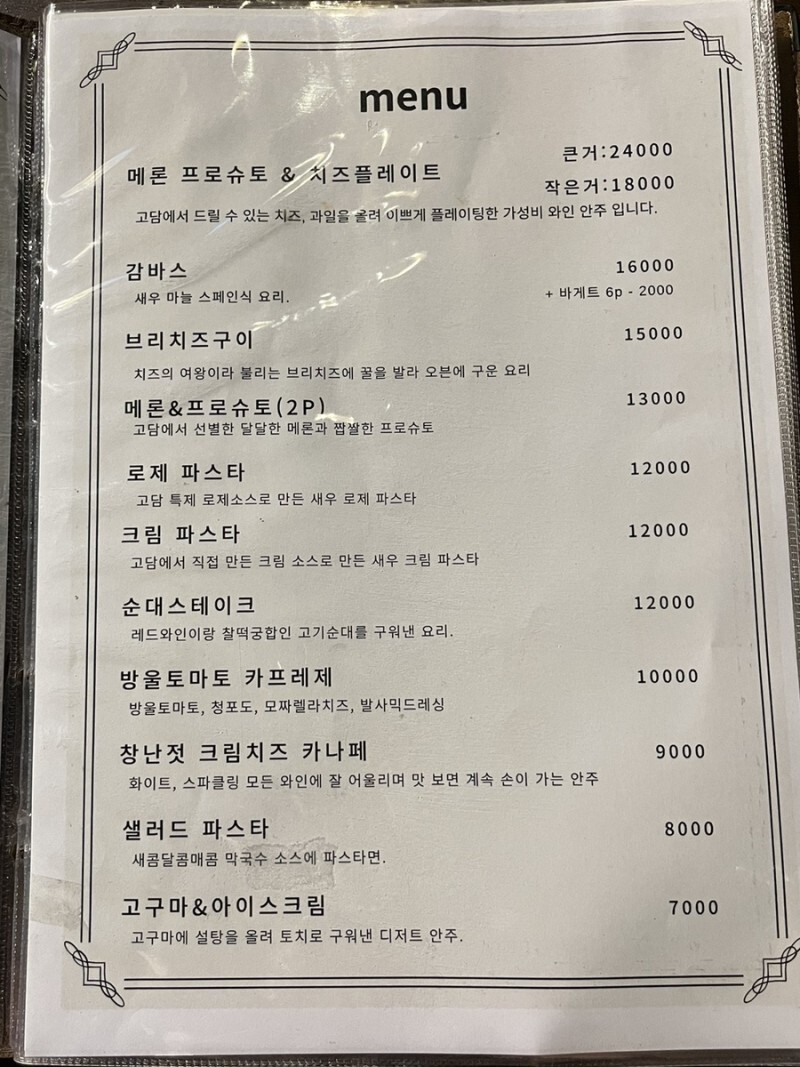 menu
큰거:24000
메론 프로슈토 & 치즈플레이트
작은거:18000
고담에서 드릴 수 있는 치즈, 과일을 올려 이쁘게 플레이팅한 가성비 와인 안주 입니다.
감바스 16000
새우 마늘 스페인식 요리. + 바게트 6p - 2000
브리치즈구이 15000
치즈의 여왕이라 불리는 브리치즈에 꿀을 발라 오븐에 구운 요리
메론&프로슈토(2P) 13000
고담에서 선별한 달달한 메론과 짭짤한 프로슈토
로제 파스타 12000
고담 특제 로제소스로 만든 새우 로제 파스타
크림 파스타 12000
고담에서 직접 만든 크림 소스로 만든 새우 크림 파스타
순대스테이크 12000
레드와인이랑 찰떡궁합인 고기순대를 구워낸 요리.
방울토마토 카프레제 10000
방울토마토, 청포도, 모짜렐라치즈, 발사믹드레싱
창난젓 크림치즈 카나페 9000
화이트, 스파클링 모든 와인에 잘 어울리며 맛 보면 계속 손이 가는 안주
샐러드 파스타 8000
새콤달콤매콤 막국수 소스에 파스타면.
고구마&아이스크림 7000
고구마에 설탕을 올려 토치로 구워낸 디저트 안주.